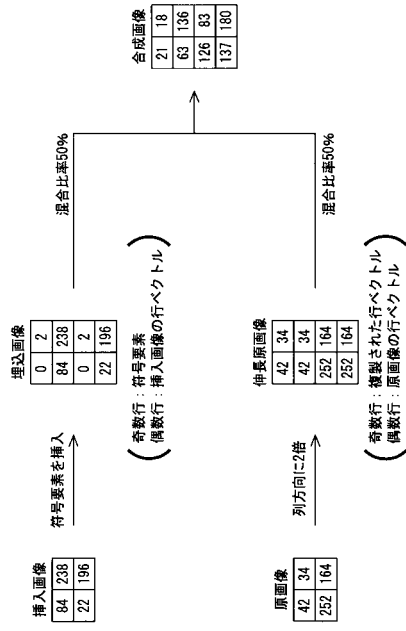 挿入画像
84 238
22 196
符号要素を挿入
埋込画像
0 2
84 238
0 2
22 196
(奇数行：符号要素
偶数行：挿入画像の行ベクトル)
混合比率50%
合成画像
21 18
63 136
126 83
137 180
原画像
42 34
252 164
列方向に2倍
伸長原画像
42 34
42 34
252 164
252 164
(奇数行：複製された行ベクトル
偶数行：原画像の行ベクトル)
混合比率50%